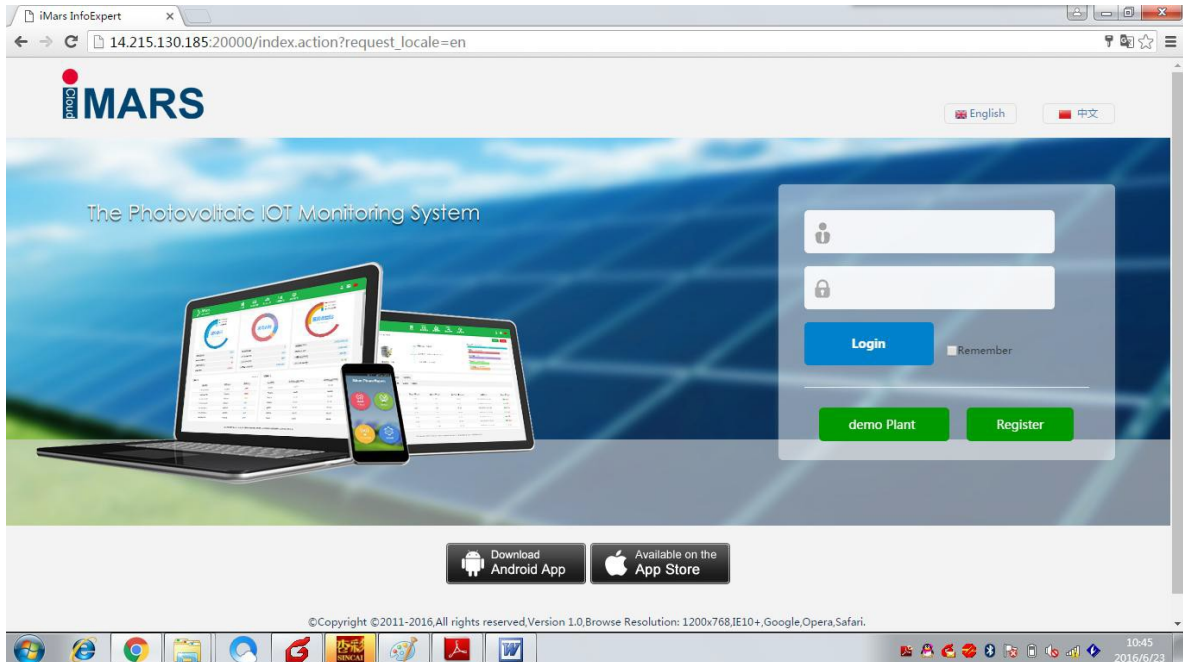 iMars InfoExpert
14.215.130.185:20000/index.action?request_locale=en
Cloud
iMARS
English
中文
The Photovoltaic IOT Monitoring System
Login
Remember
demo Plant
Register
Download
Android App
Available on the
App Store
©Copyright ©2011-2016,All rights reserved,Version 1.0,Browse Resolution: 1200x768,IE10+,Google,Opera,Safari.
SINCAI
10:45
2016/6/23